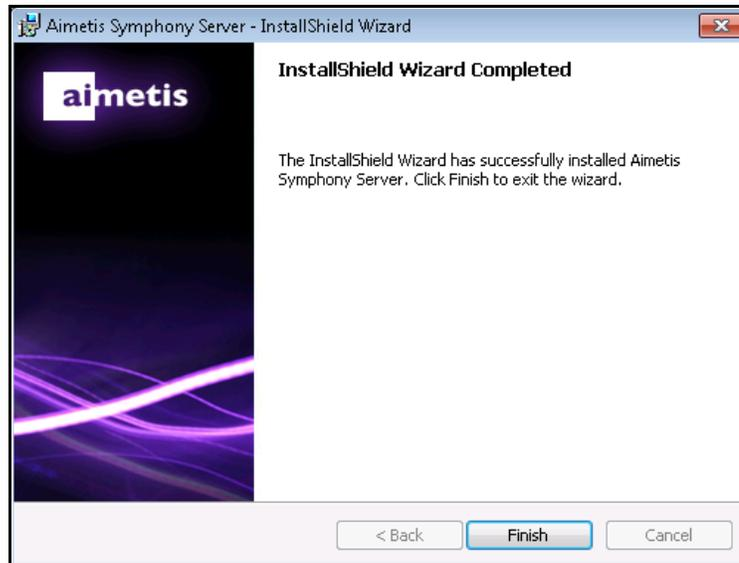 Aimetis Symphony Server - InstallShield Wizard
aimetis
InstallShield Wizard Completed
The InstallShield Wizard has successfully installed Aimetis
Symphony Server. Click Finish to exit the wizard.
< Back
Finish
Cancel